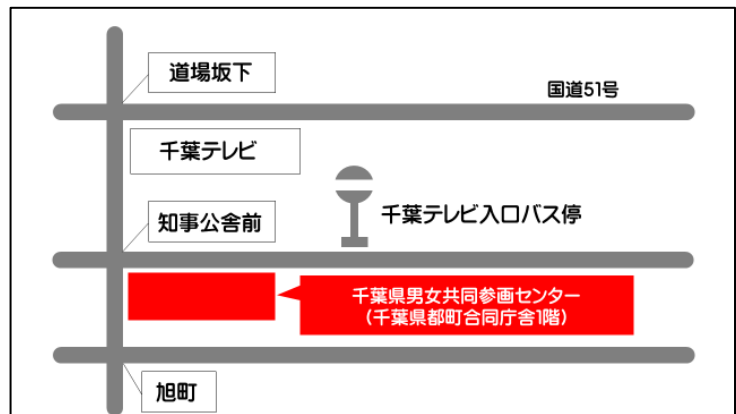 道場坂下
国道51号
千葉テレビ
千葉テレビ入口バス停
知事公舎前
千葉県男女共同参画センター
(千葉県都町合同庁舎1階)
旭町